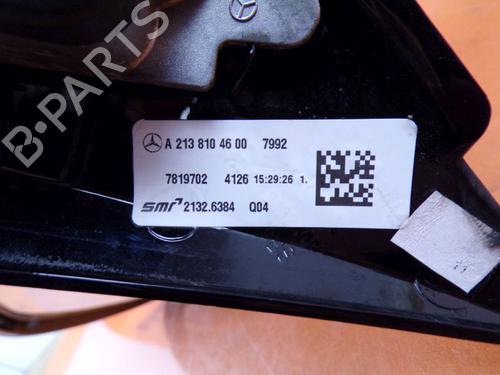 B-PARTS
A 213 810 46 00 7992
7819702 4126 15:29:26 1.
smr 2132.6384 Q04